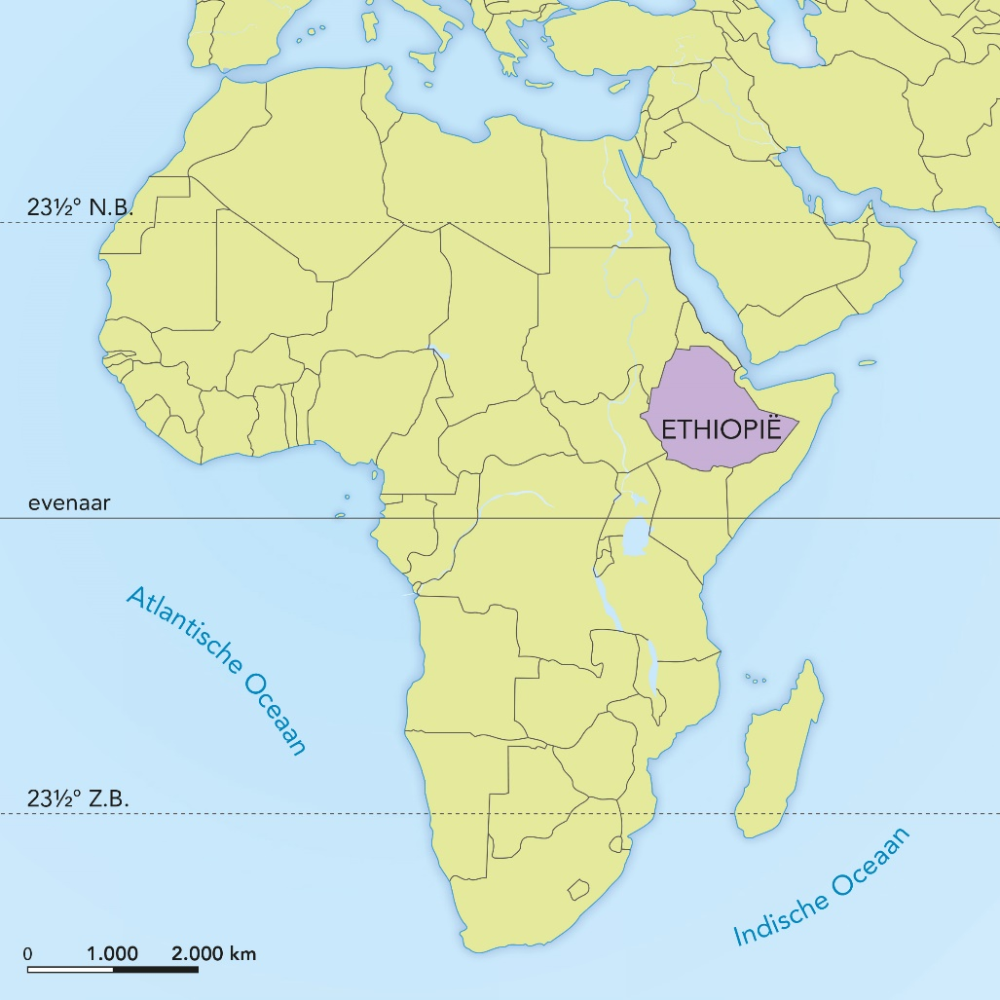 23½° N.B.
ETHIOPIË
evenaar
Atlantische Oceaan
23½° Z.B.
Indische Oceaan
0 1.000 2.000 km